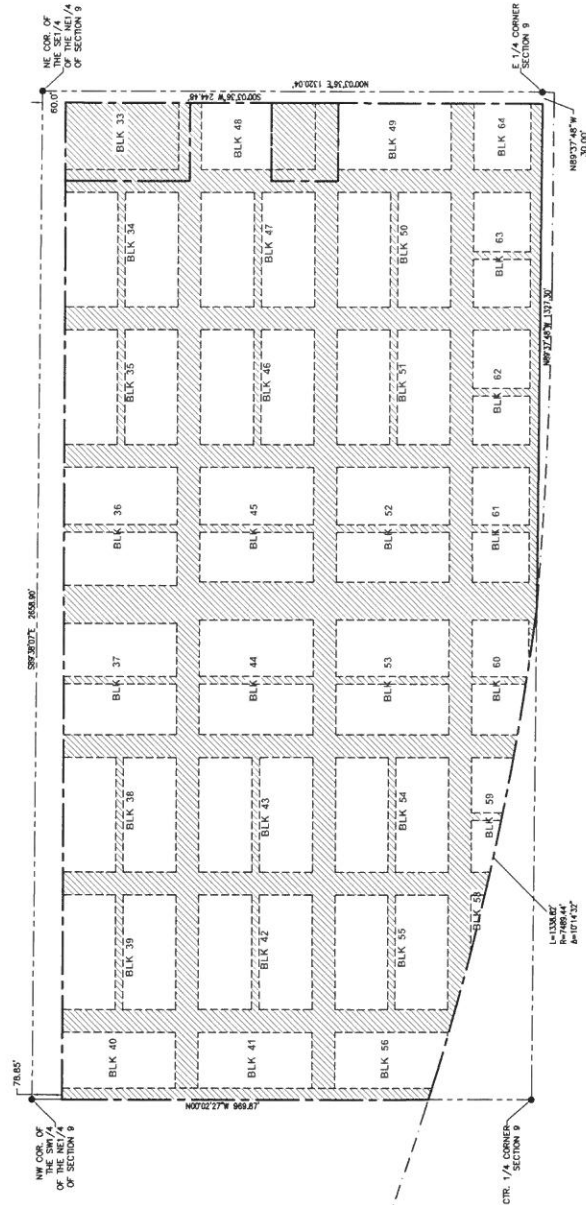 NE COR. OF
THE SE1/4
OF THE NE1/4
OF SECTION 9
60.0'
N00°03'36"E 1320.04'
S00°03'36"W 244.48'
E 1/4 CORNER
SECTION 9
N89°37'48"W
30.00'
BLK 33
BLK 48
BLK 49
BLK 64
BLK 34
BLK 47
BLK 50
BLK 63
BLK 35
BLK 46
BLK 51
BLK 62
N89°37'48"W 1327.30'
BLK 36
BLK 45
BLK 52
BLK 61
S89°38'07"E 2658.90'
BLK 37
BLK 44
BLK 53
BLK 60
BLK 38
BLK 43
BLK 54
BLK 59
BLK 39
BLK 42
BLK 55
BLK 58
L=1338.82'
R=7489.44'
Δ=10°14'32"
BLK 40
BLK 41
BLK 56
78.85'
N00°02'27"W 969.87'
NW COR. OF
THE SW1/4
OF THE NE1/4
OF SECTION 9
CTR. 1/4 CORNER
SECTION 9